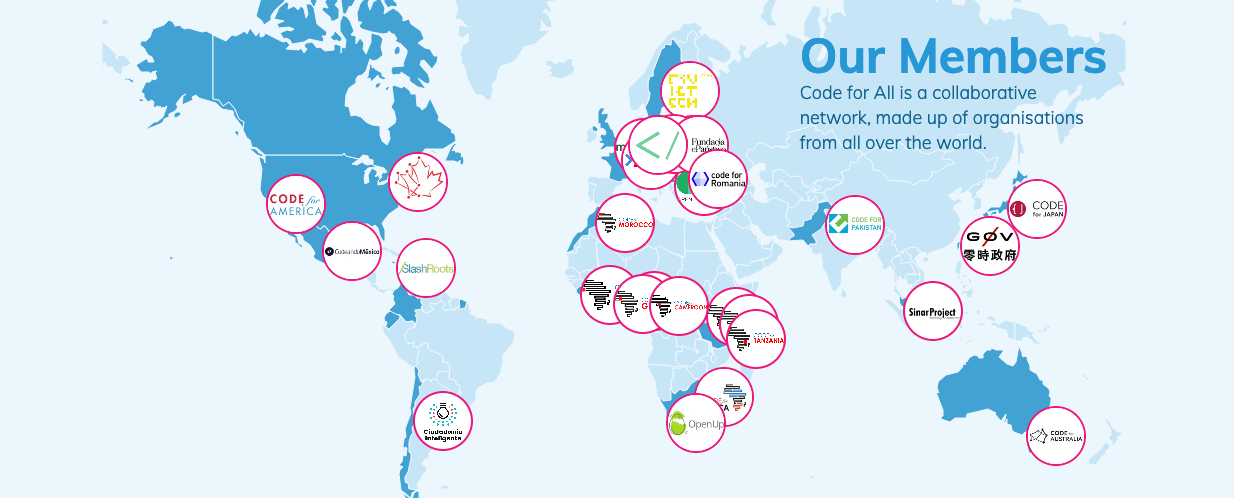 Our Members
Code for All is a collaborative
network, made up of organisations
from all over the world.
Fundacja
ePaństwo
code for
Romania
CODE for
AMERICA
CodeandoMéxico
SlashRoots
MOROCCO
CODE FOR
PAKISTAN
CODE
for JAPAN
GØV
零時政府
CAMEROON
SinarProject
TANZANIA
OpenUp
Ciudadanía
Inteligente
CODE for
AUSTRALIA